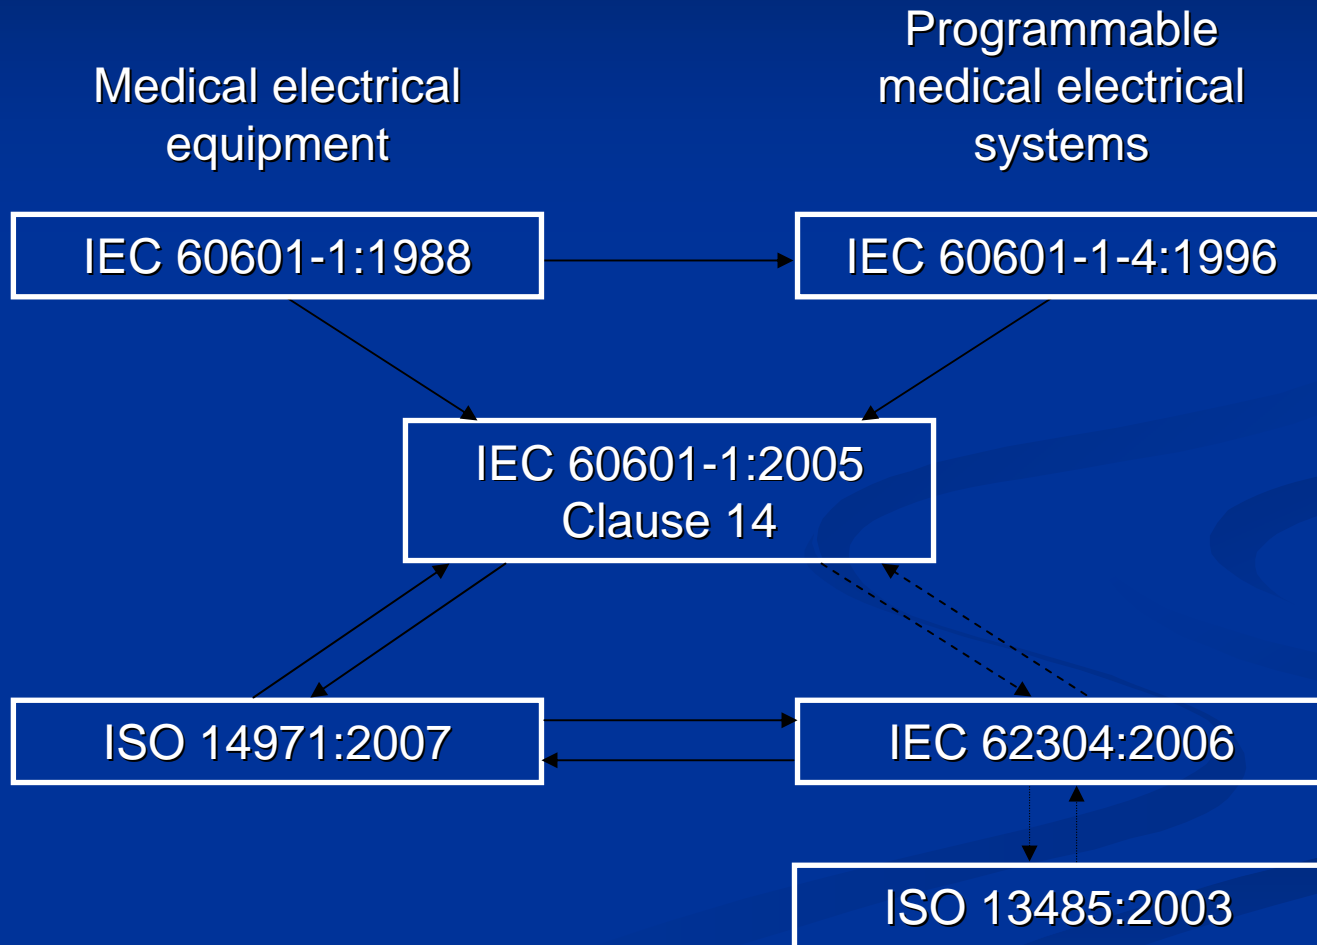 Medical electrical
equipment
Programmable
medical electrical
systems
IEC 60601-1:1988
IEC 60601-1-4:1996
IEC 60601-1:2005
Clause 14
ISO 14971:2007
IEC 62304:2006
ISO 13485:2003